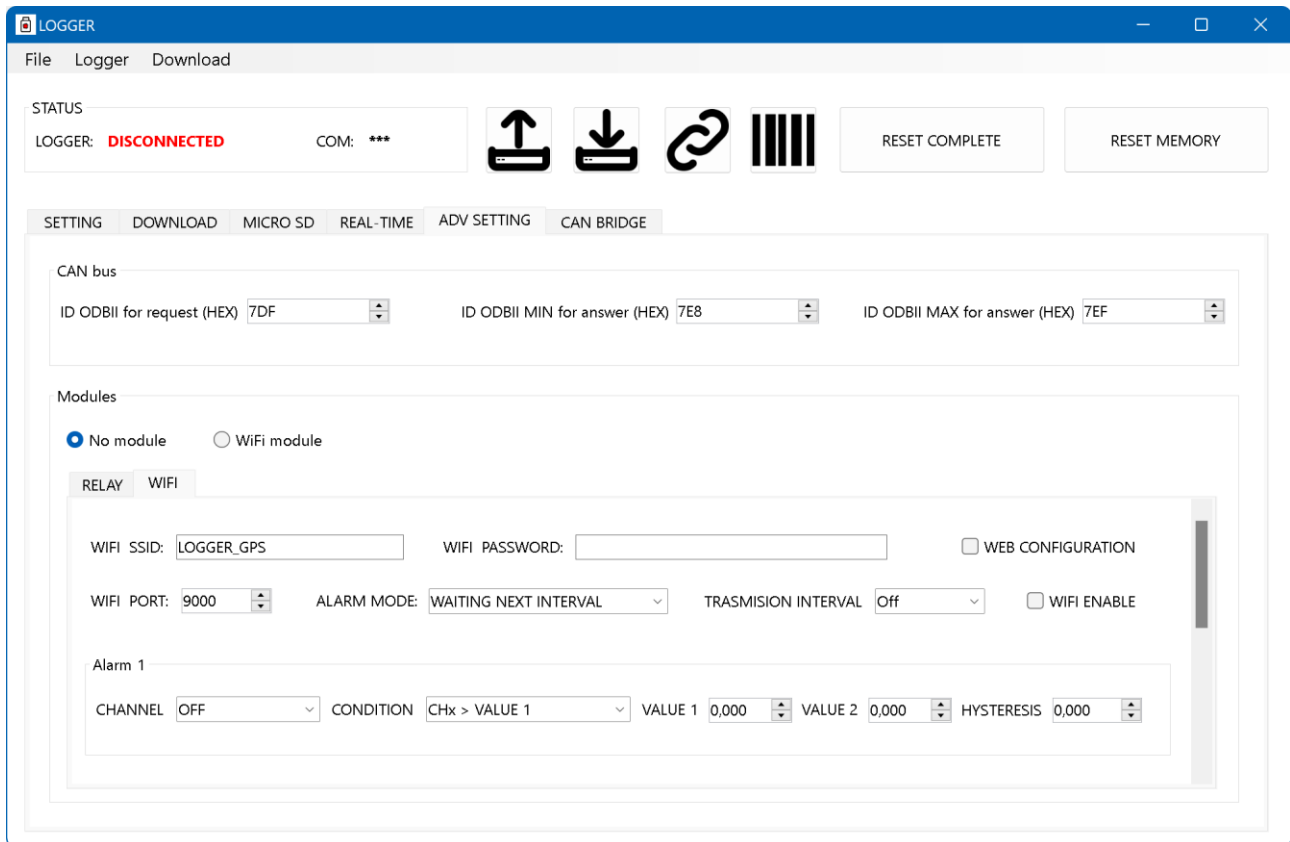 LOGGER
File Logger Download
STATUS
LOGGER: DISCONNECTED COM: ***
RESET COMPLETE RESET MEMORY
SETTING DOWNLOAD MICRO SD REAL-TIME ADV SETTING CAN BRIDGE
CAN bus
ID ODBII for request (HEX) 7DF ID ODBII MIN for answer (HEX) 7E8 ID ODBII MAX for answer (HEX) 7EF
Modules
No module WiFi module
RELAY WIFI
WIFI SSID: LOGGER_GPS WIFI PASSWORD: WEB CONFIGURATION
WIFI PORT: 9000 ALARM MODE: WAITING NEXT INTERVAL TRASMISION INTERVAL Off WIFI ENABLE
Alarm 1
CHANNEL OFF CONDITION CHx > VALUE 1 VALUE 1 0,000 VALUE 2 0,000 HYSTERESIS 0,000